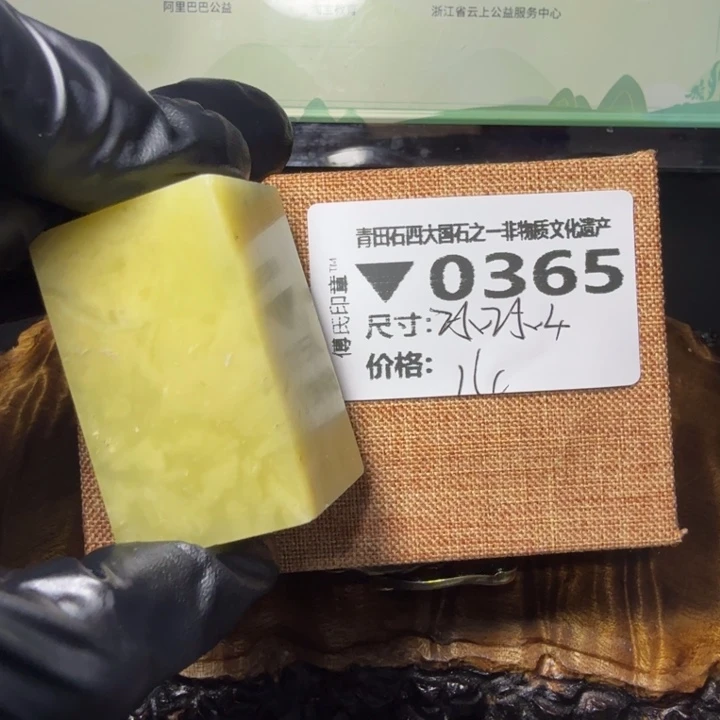 阿里巴巴公益
浙江省云上公益服务中心
青田石四大国石之一非物质文化遗产
傅氏印章™
▼0365
尺寸:
价格: